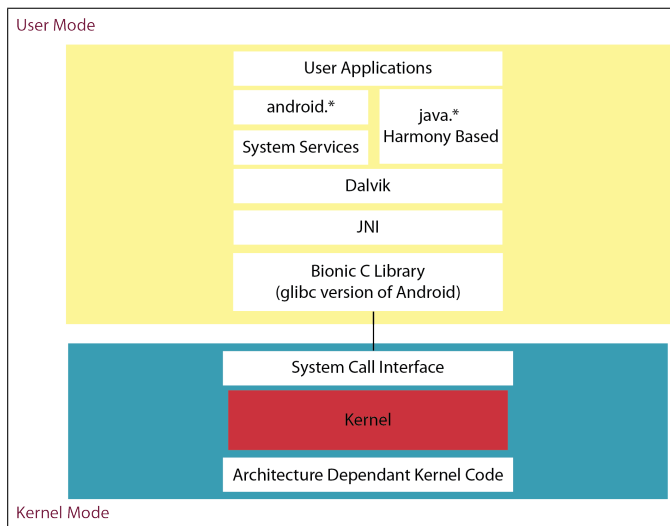 User Mode
User Applications
android.*
java.*
Harmony Based
System Services
Dalvik
JNI
Bionic C Library
(glibc version of Android)
System Call Interface
Kernel
Architecture Dependant Kernel Code
Kernel Mode